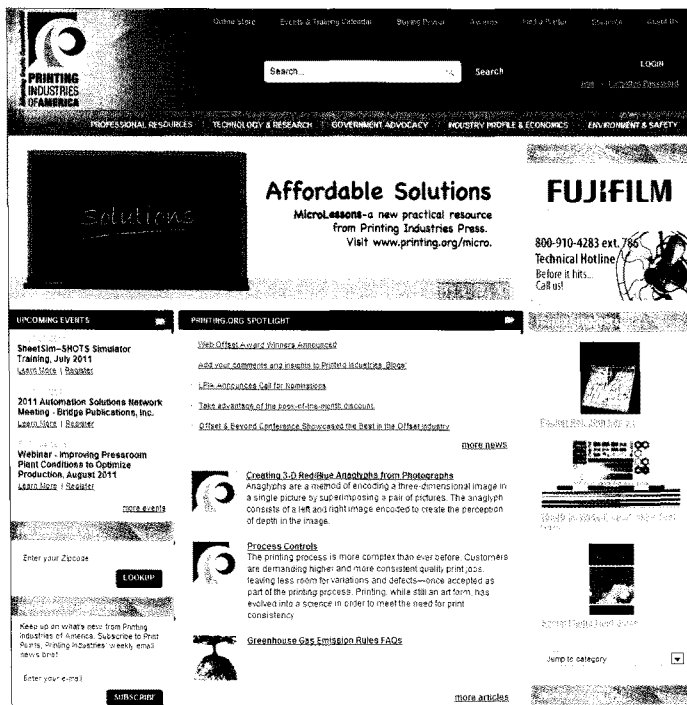 Online Store Events & Training Calendar Buying Power Awards Find a Printer About Us
PRINTING
INDUSTRIES
OF AMERICA
Search...
Search
LOGIN
PROFESSIONAL RESOURCES TECHNOLOGY & RESEARCH GOVERNMENT ADVOCACY INDUSTRY PROFILE & ECONOMICS ENVIRONMENT & SAFETY
Solutions
Affordable Solutions
MicroLessons-a new practical resource
from Printing Industries Press.
Visit www.printing.org/micro.
FUJIFILM
800-910-4283 ext. 786
Technical Hotline
Before it hits...
Call us!
UPCOMING EVENTS
SheetSim–SHOTS Simulator
Training, July 2011
Learn More | Register
2011 Automation Solutions Network
Meeting - Bridge Publications, Inc.
Learn More | Register
Webinar - Improving Pressroom
Plant Conditions to Optimize
Production, August 2011
Learn More | Register
more events
Enter your Zipcode
LOOKUP
Keep up on what's new from Printing
Industries of America. Subscribe to Print
Points, Printing Industries' weekly email
news brief.
Enter your e-mail
SUBSCRIBE
PRINTING.ORG SPOTLIGHT
Web Offset Award Winners Announced
Add your comments and insights to Printing Industries' Blogs!
LPIA Announces Call for Nominations
Take advantage of the book-of-the-month discount.
Offset & Beyond Conference Showcased the Best in the Offset Industry
more news
Creating 3-D Red/Blue Anaglyphs from Photographs
Anaglyphs are a method of encoding a three-dimensional image in
a single picture by superimposing a pair of pictures. The anaglyph
consists of a left and right image encoded to create the perception
of depth in the image.
Process Controls
The printing process is more complex than ever before. Customers
are demanding higher and more consistent quality print jobs,
leaving less room for variations and defects—once accepted as
part of the printing process. Printing, while still an art form, has
evolved into a science in order to meet the need for print
consistency
Greenhouse Gas Emission Rules FAQs
more articles
Jump to category